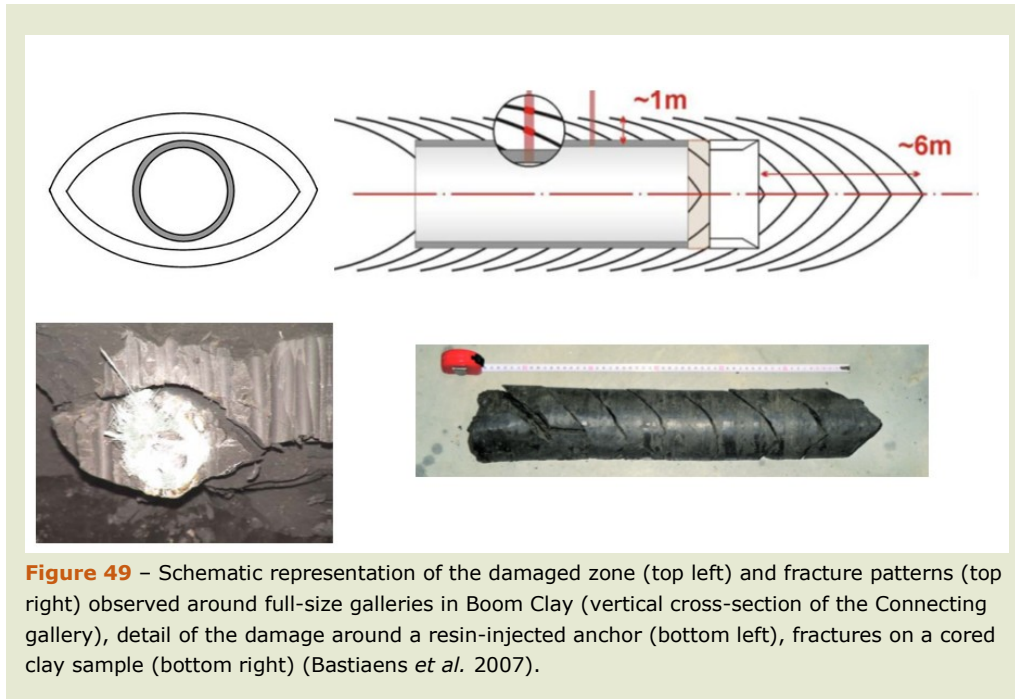 ~1m
~6m
Figure 49 – Schematic representation of the damaged zone (top left) and fracture patterns (top
right) observed around full-size galleries in Boom Clay (vertical cross-section of the Connecting
gallery), detail of the damage around a resin-injected anchor (bottom left), fractures on a cored
clay sample (bottom right) (Bastiaens et al. 2007).